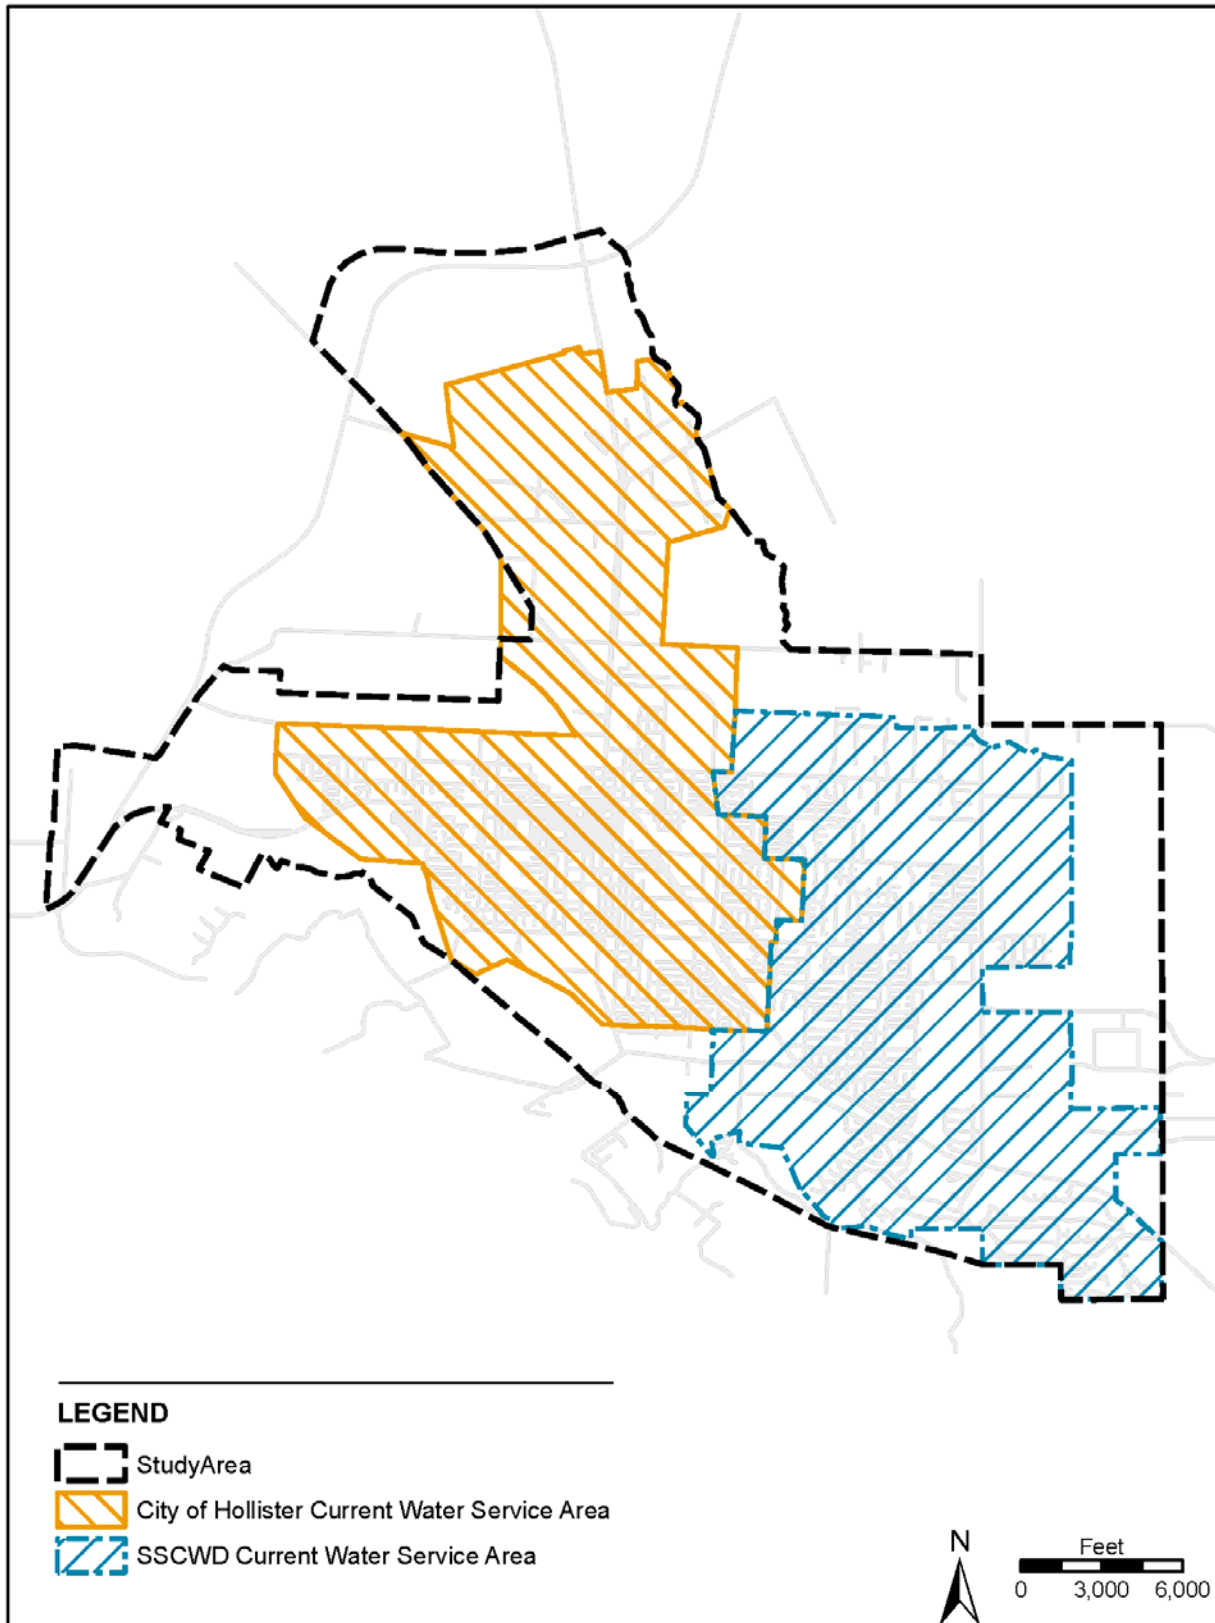 LEGEND
StudyArea
City of Hollister Current Water Service Area
SSCWD Current Water Service Area
N
Feet
0 3,000 6,000